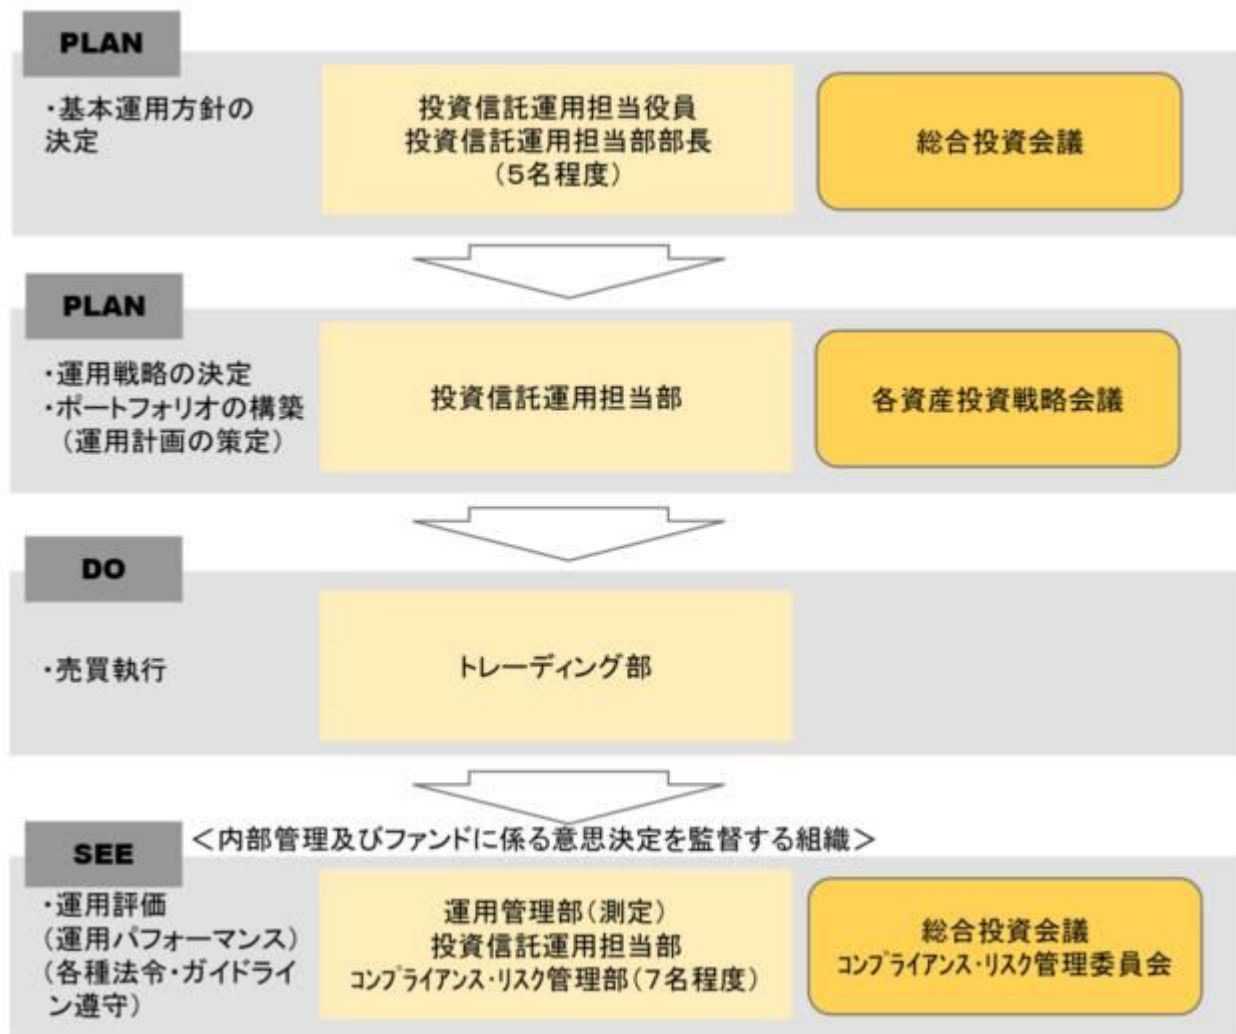 PLAN
・基本運用方針の
決定
投資信託運用担当役員
投資信託運用担当部部長
（５名程度）
総合投資会議
PLAN
・運用戦略の決定
・ポートフォリオの構築
（運用計画の策定）
投資信託運用担当部
各資産投資戦略会議
DO
・売買執行
トレーディング部
SEE
＜内部管理及びファンドに係る意思決定を監督する組織＞
・運用評価
（運用パフォーマンス）
（各種法令・ガイドライ
ン遵守）
運用管理部（測定）
投資信託運用担当部
ｺﾝﾌﾟﾗｲｱﾝｽ・ﾘｽｸ管理部（７名程度）
総合投資会議
ｺﾝﾌﾟﾗｲｱﾝｽ・ﾘｽｸ管理委員会